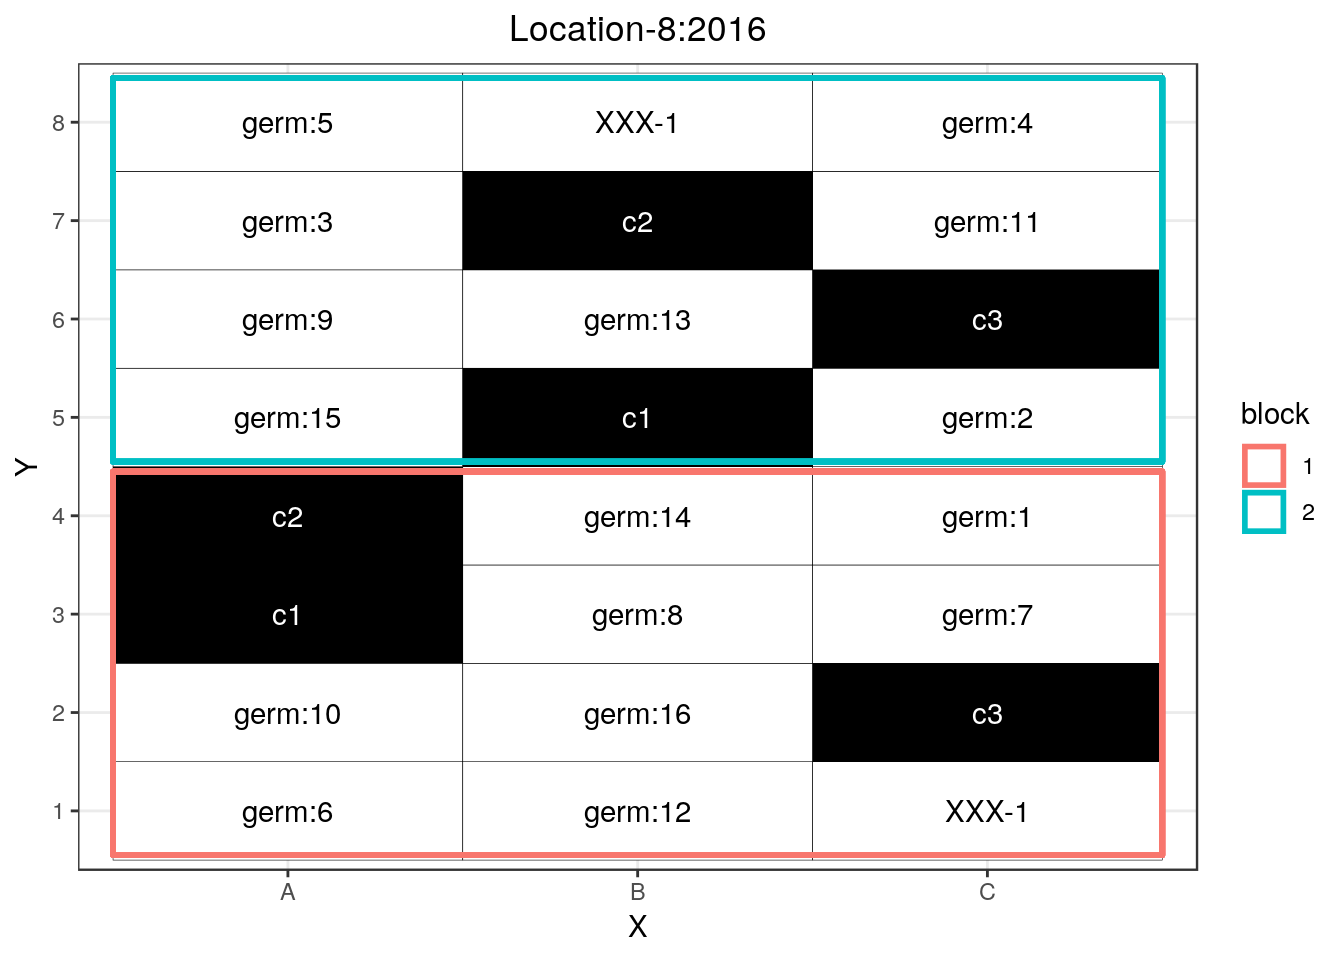 Location-8:2016
8 germ:5 XXX-1 germ:4
7 germ:3 c2 germ:11
6 germ:9 germ:13 c3
5 germ:15 c1 germ:2
4 c2 germ:14 germ:1
3 c1 germ:8 germ:7
2 germ:10 germ:16 c3
1 germ:6 germ:12 XXX-1
A B C
X
Y
block
1
2